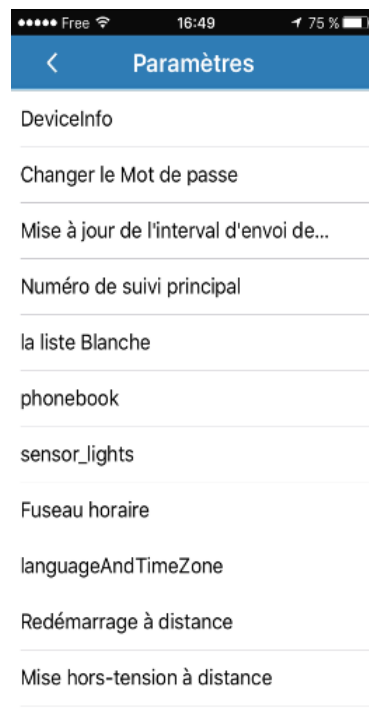 Free 16:49 75 %
Paramètres
DeviceInfo
Changer le Mot de passe
Mise à jour de l'interval d'envoi de...
Numéro de suivi principal
la liste Blanche
phonebook
sensor_lights
Fuseau horaire
languageAndTimeZone
Redémarrage à distance
Mise hors-tension à distance